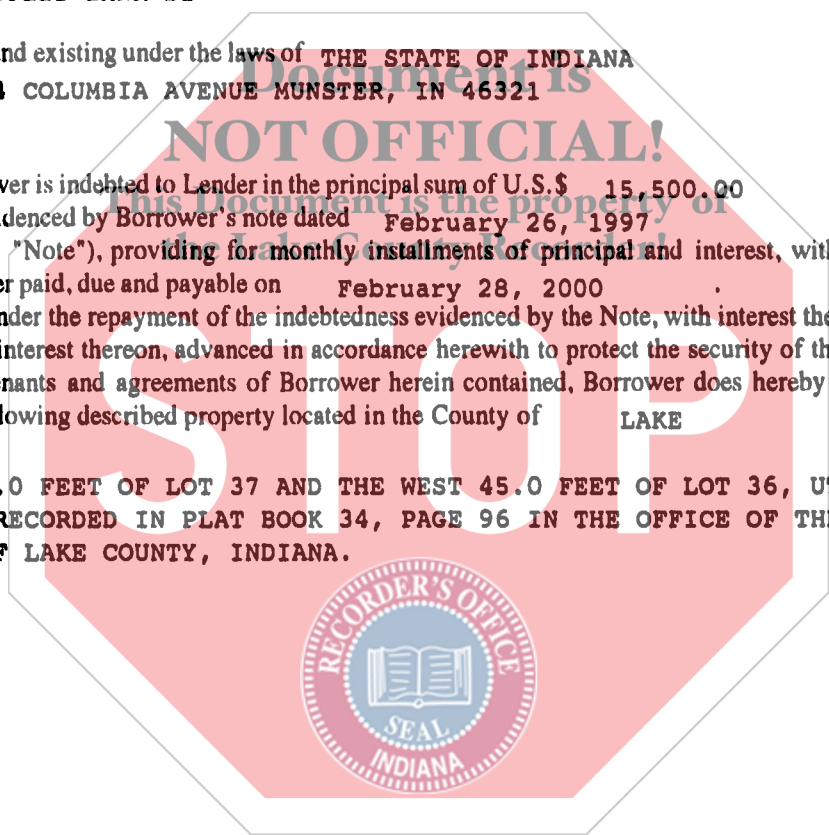 nd existing under the laws of THE STATE OF INDIANA
COLUMBIA AVENUE MUNSTER, IN 46321
Document is
NOT OFFICIAL!
This Document is the property of
the Lake County Recorder!
ver is indebted to Lender in the principal sum of U.S.$ 15,500.00
denced by Borrower's note dated February 26, 1997
"Note"), providing for monthly installments of principal and interest, with
er paid, due and payable on February 28, 2000 .
nder the repayment of the indebtedness evidenced by the Note, with interest the
interest thereon, advanced in accordance herewith to protect the security of th
enants and agreements of Borrower herein contained, Borrower does hereby
lowing described property located in the County of LAKE
STOP
.0 FEET OF LOT 37 AND THE WEST 45.0 FEET OF LOT 36, U
RECORDED IN PLAT BOOK 34, PAGE 96 IN THE OFFICE OF THE
F LAKE COUNTY, INDIANA.
RECORDER'S OFFICE
SEAL
INDIANA